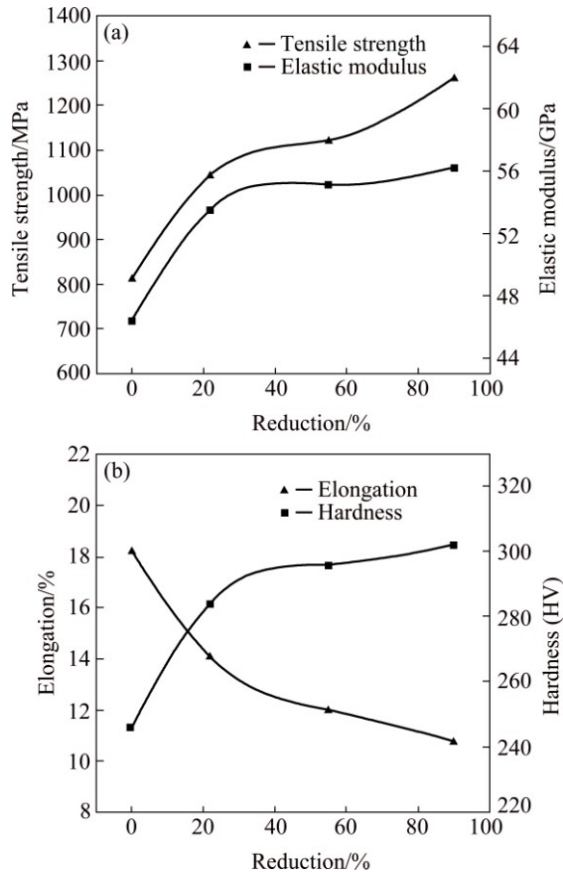 (a)
Tensile strength
Elastic modulus
1400
1300
1200
1100
1000
900
800
700
600
Tensile strength/MPa
64
60
56
52
48
44
Elastic modulus/GPa
0 20 40 60 80 100
Reduction/%
(b)
Elongation
Hardness
22
20
18
16
14
12
10
8
Elongation/%
320
300
280
260
240
220
Hardness (HV)
0 20 40 60 80 100
Reduction/%